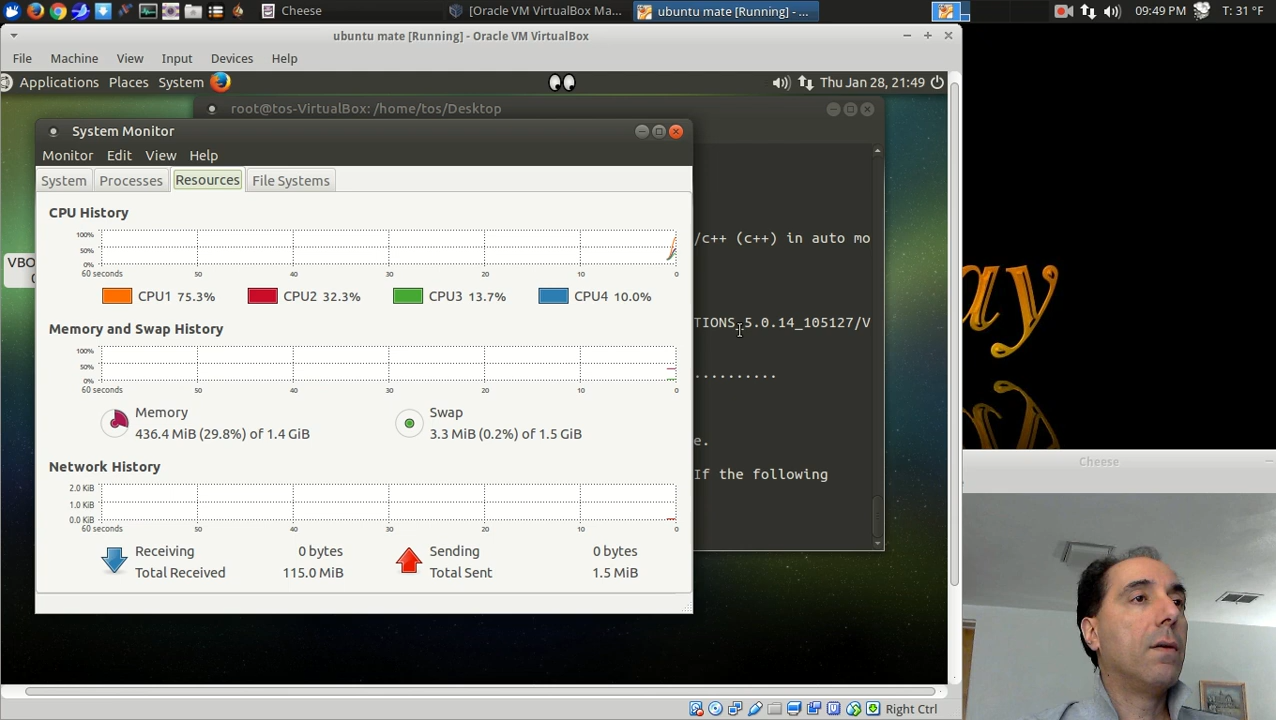 Cheese
[Oracle VM VirtualBox Ma...
ubuntu mate [Running] - ...
09:49 PM
T: 31 °F
ubuntu mate [Running] - Oracle VM VirtualBox
File Machine View Input Devices Help
Applications Places System
Thu Jan 28, 21:49
root@tos-VirtualBox: /home/tos/Desktop
System Monitor
Monitor Edit View Help
System Processes Resources File Systems
CPU History
100%
50%
0%
60 seconds 50 40 30 20 10 0
CPU1 75.3% CPU2 32.3% CPU3 13.7% CPU4 10.0%
Memory and Swap History
100%
50%
0%
60 seconds 50 40 30 20 10 0
Memory
436.4 MiB (29.8%) of 1.4 GiB
Swap
3.3 MiB (0.2%) of 1.5 GiB
Network History
2.0 KiB
1.0 KiB
0.0 KiB
60 seconds 50 40 30 20 10 0
Receiving 0 bytes
Total Received 115.0 MiB
Sending 0 bytes
Total Sent 1.5 MiB
/c++ (c++) in auto mo
TIONS_5.0.14_105127/V
..........
e.
If the following
VBO
ay
Cheese
Right Ctrl